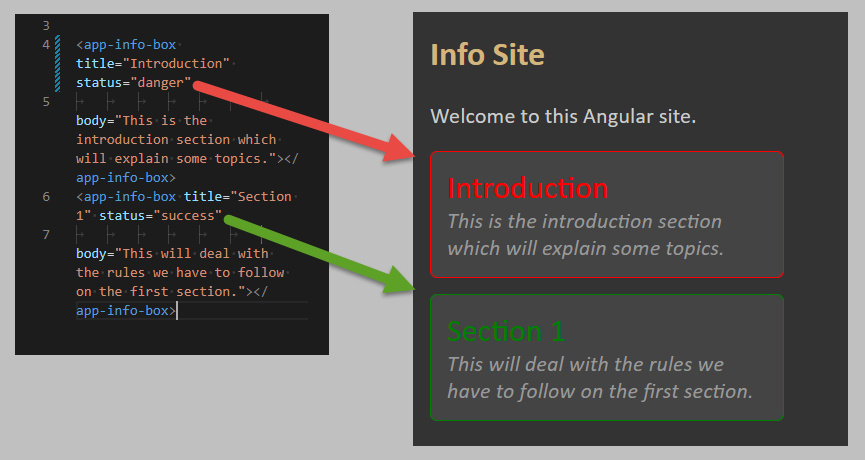 3
4 <app-info-box
title="Introduction"
status="danger"
5
body="This is the
introduction section which
will explain some topics."></
app-info-box>
6 <app-info-box title="Section
1" status="success"
7
body="This will deal with
the rules we have to follow
on the first section."></
app-info-box>
Info Site
Welcome to this Angular site.
Introduction
This is the introduction section
which will explain some topics.
Section 1
This will deal with the rules we
have to follow on the first section.